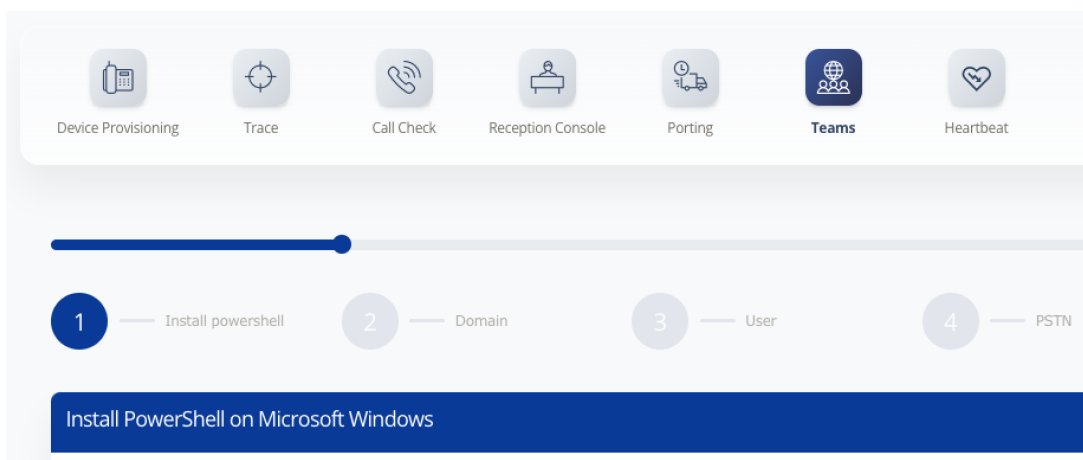 Device Provisioning
Trace
Call Check
Reception Console
Porting
Teams
Heartbeat
1
Install powershell
2
Domain
3
User
4
PSTN
Install PowerShell on Microsoft Windows